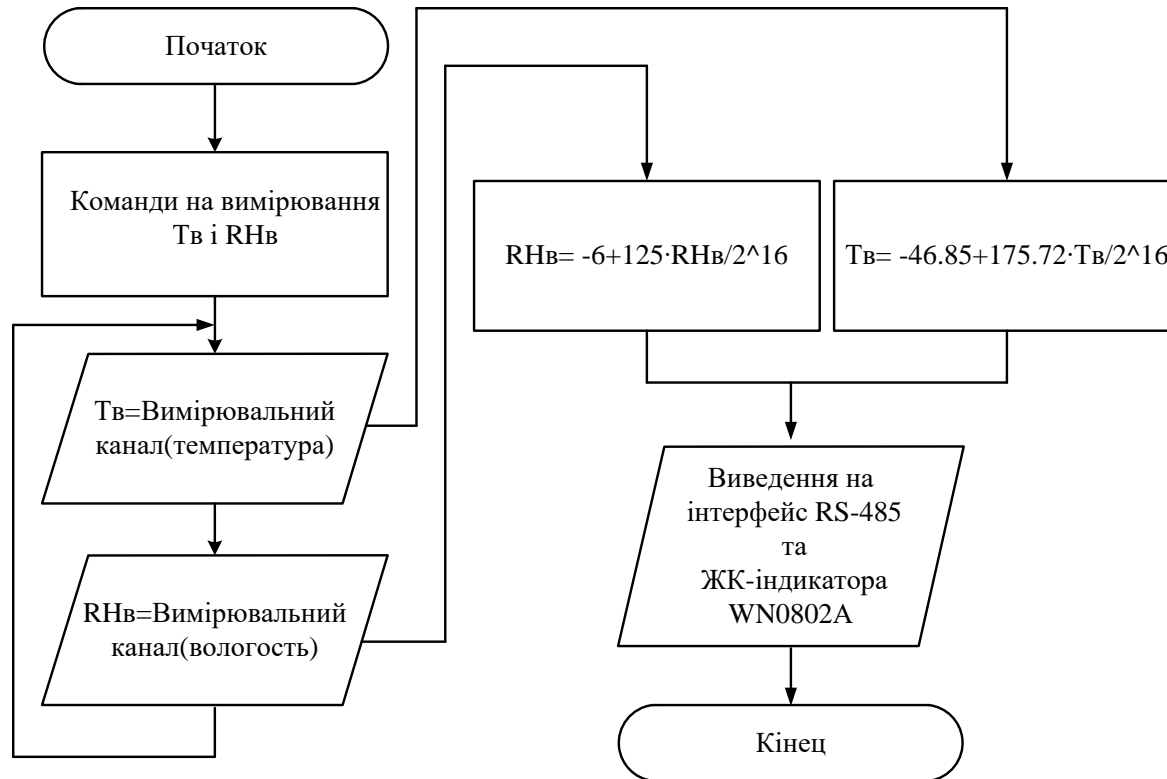 Початок
Команди на вимірювання
Тв і RHв
Тв=Вимірювальний
канал(температура)
RHв=Вимірювальний
канал(вологость)
RHв= -6+125·RHв/2^16
Тв= -46.85+175.72·Тв/2^16
Виведення на
інтерфейс RS-485
та
ЖК-індикатора
WN0802A
Кінец